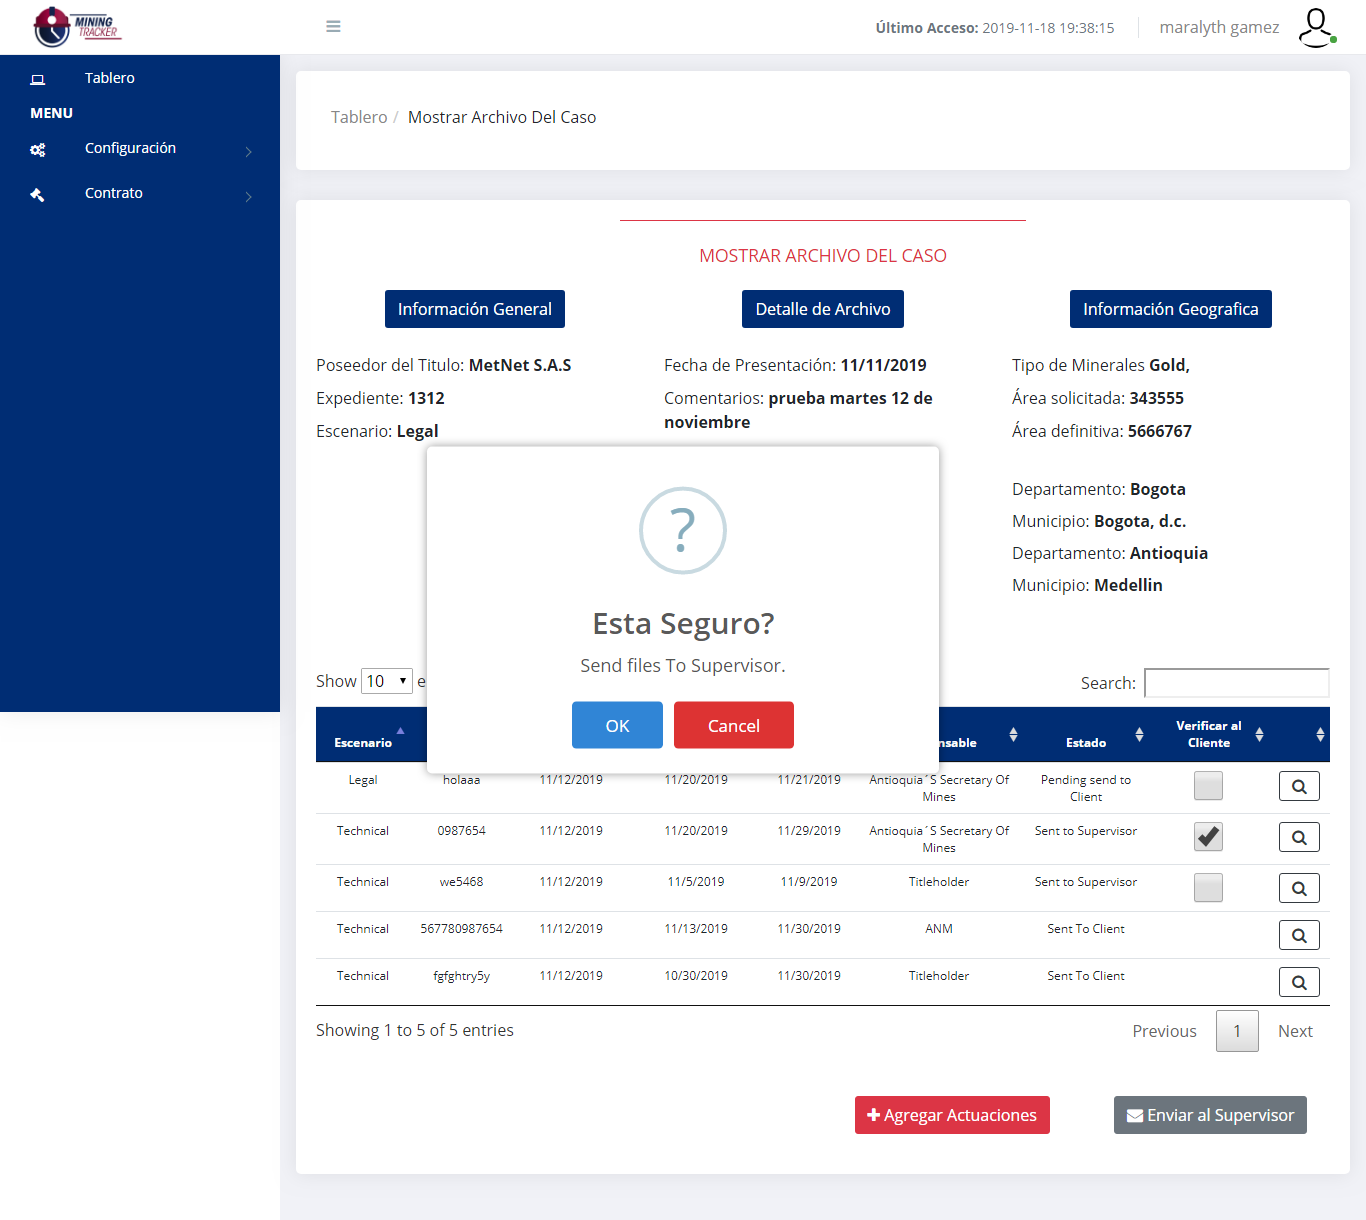 MINING
TRACKER
Último Acceso: 2019-11-18 19:38:15
maralyth gamez
Tablero
MENU
Configuración
Contrato
Tablero / Mostrar Archivo Del Caso
MOSTRAR ARCHIVO DEL CASO
Información General
Detalle de Archivo
Información Geografica
Poseedor del Titulo: MetNet S.A.S
Expediente: 1312
Escenario: Legal
Fecha de Presentación: 11/11/2019
Comentarios: prueba martes 12 de
noviembre
Tipo de Minerales Gold,
Área solicitada: 343555
Área definitiva: 5666767
Departamento: Bogota
Municipio: Bogota, d.c.
Departamento: Antioquia
Municipio: Medellin
?
Esta Seguro?
Send files To Supervisor.
OK Cancel
Show 10 e
Search:
Escenario nsable Estado Verificar al
Cliente
Legal holaaa 11/12/2019 11/20/2019 11/21/2019 Antioquia´S Secretary Of
Mines Pending send to
Client
Technical 0987654 11/12/2019 11/20/2019 11/29/2019 Antioquia´S Secretary Of
Mines Sent to Supervisor
Technical we5468 11/12/2019 11/5/2019 11/9/2019 Titleholder Sent to Supervisor
Technical 567780987654 11/12/2019 11/13/2019 11/30/2019 ANM Sent To Client
Technical fgfghtry5y 11/12/2019 10/30/2019 11/30/2019 Titleholder Sent To Client
Showing 1 to 5 of 5 entries
Previous 1 Next
Agregar Actuaciones
Enviar al Supervisor